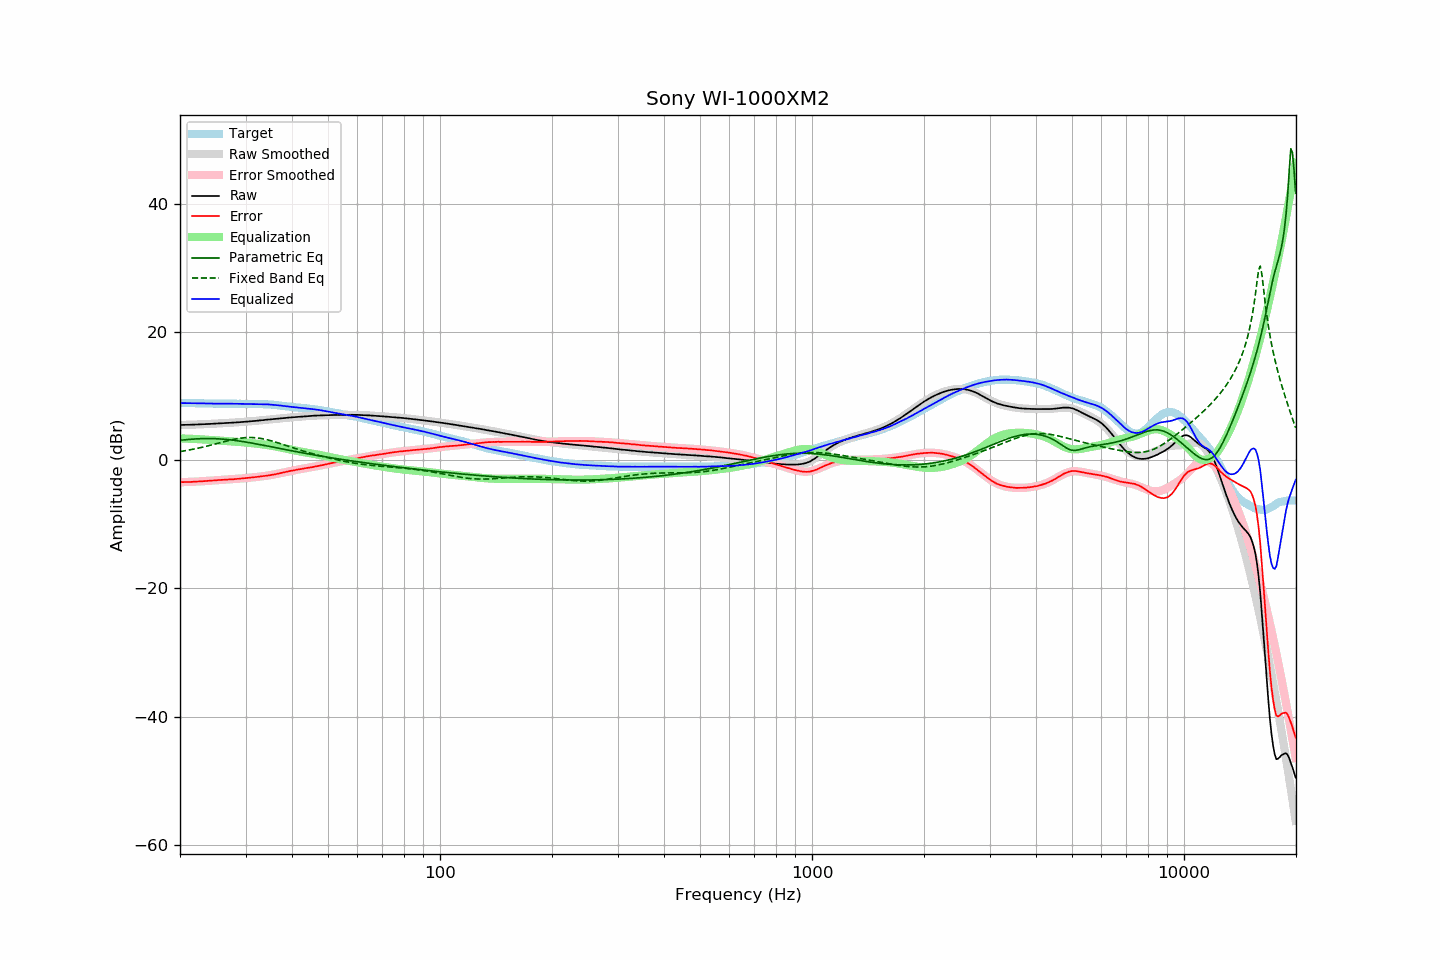 Sony WI-1000XM2
Target
Raw Smoothed
Error Smoothed
Raw
Error
Equalization
Parametric Eq
Fixed Band Eq
Equalized
40
20
0
−20
−40
−60
Amplitude (dBr)
100
1000
10000
Frequency (Hz)